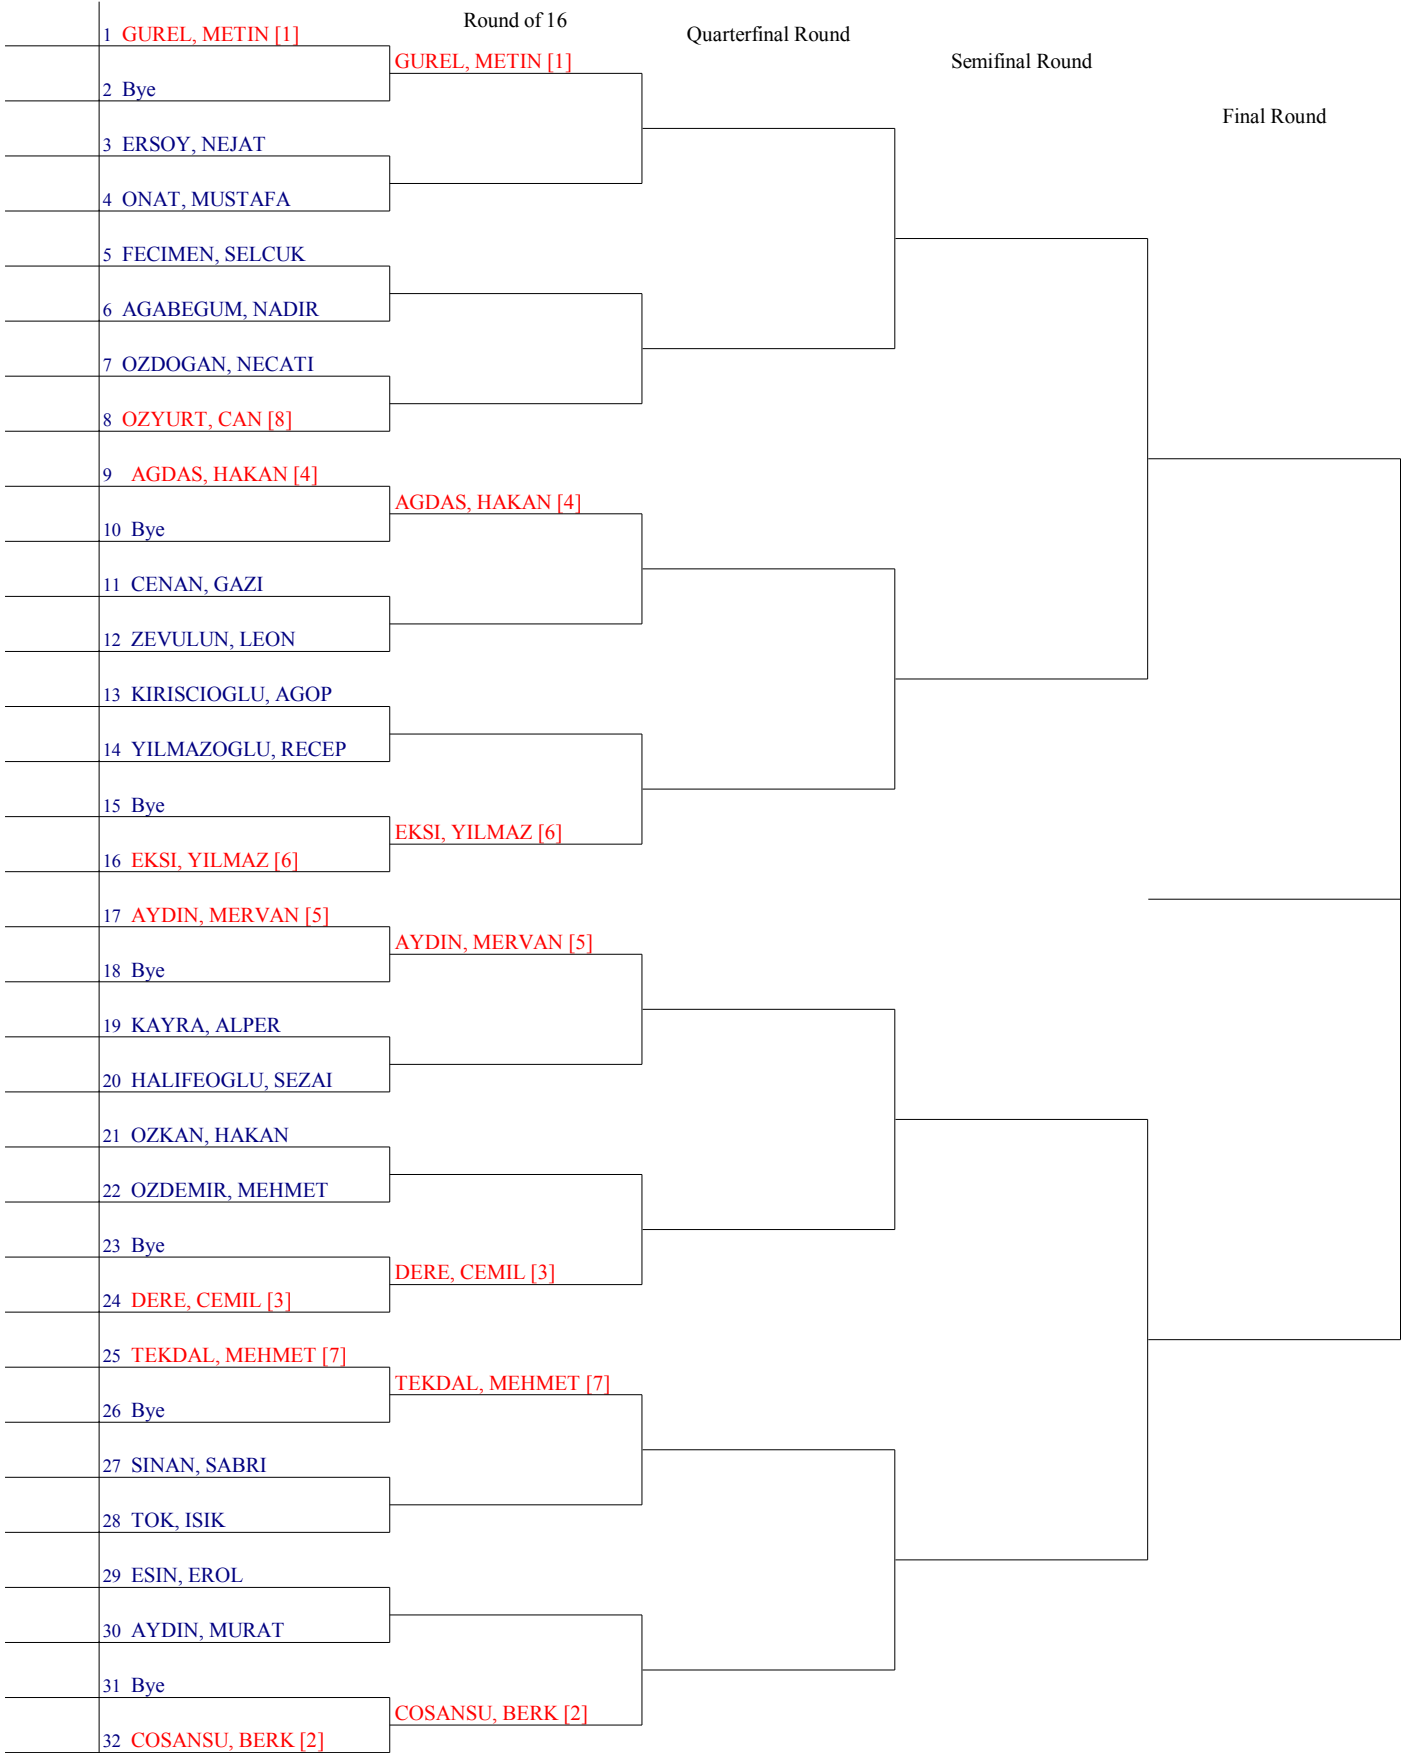 Round of 16
Quarterfinal Round
Semifinal Round
Final Round
1 GUREL, METIN [1]
GUREL, METIN [1]
2 Bye
3 ERSOY, NEJAT
4 ONAT, MUSTAFA
5 FECIMEN, SELCUK
6 AGABEGUM, NADIR
7 OZDOGAN, NECATI
8 OZYURT, CAN [8]
9 AGDAS, HAKAN [4]
AGDAS, HAKAN [4]
10 Bye
11 CENAN, GAZI
12 ZEVULUN, LEON
13 KIRISCIOGLU, AGOP
14 YILMAZOGLU, RECEP
15 Bye
EKSI, YILMAZ [6]
16 EKSI, YILMAZ [6]
17 AYDIN, MERVAN [5]
AYDIN, MERVAN [5]
18 Bye
19 KAYRA, ALPER
20 HALIFEOGLU, SEZAI
21 OZKAN, HAKAN
22 OZDEMIR, MEHMET
23 Bye
DERE, CEMIL [3]
24 DERE, CEMIL [3]
25 TEKDAL, MEHMET [7]
TEKDAL, MEHMET [7]
26 Bye
27 SINAN, SABRI
28 TOK, ISIK
29 ESIN, EROL
30 AYDIN, MURAT
31 Bye
COSANSU, BERK [2]
32 COSANSU, BERK [2]